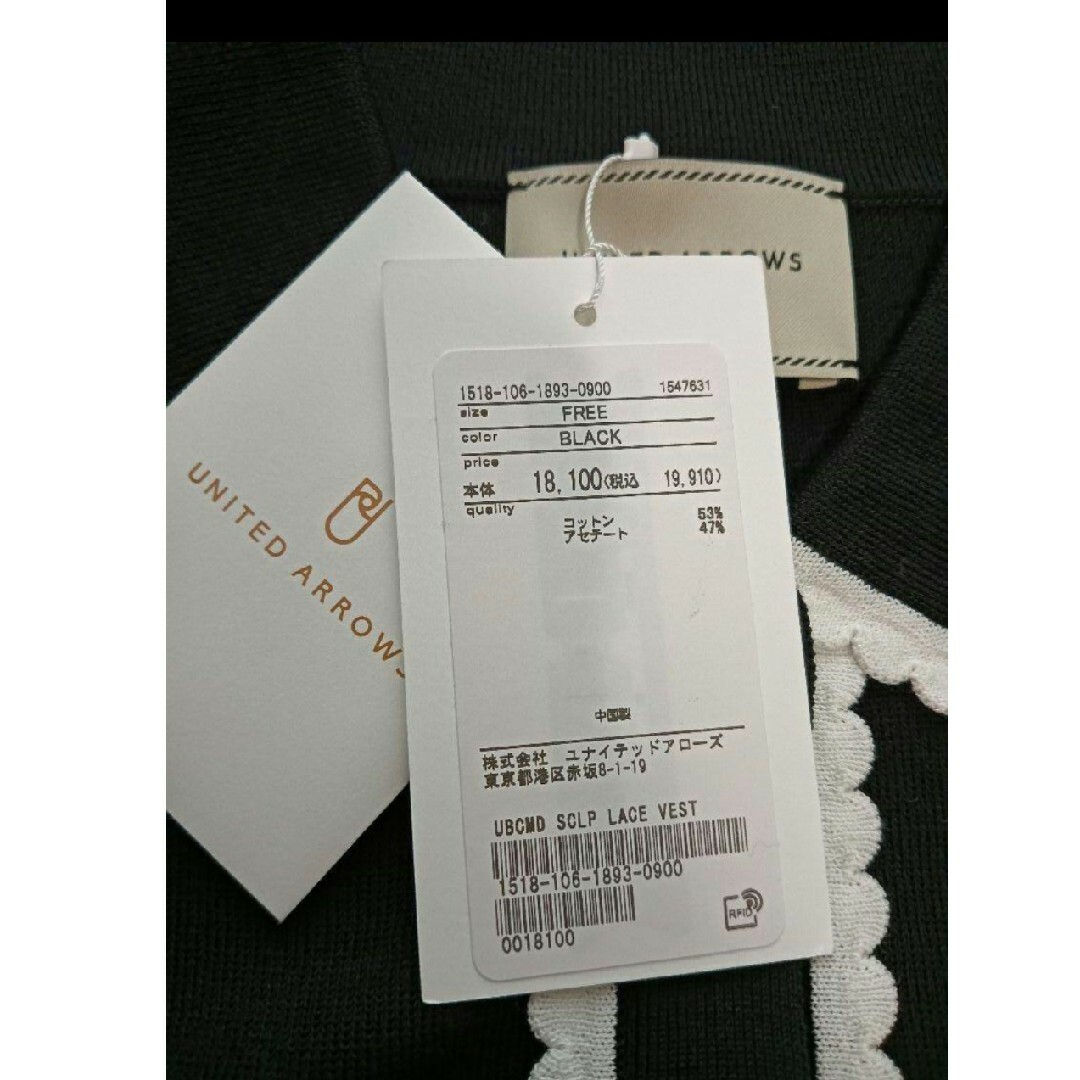 UNITED ARROWS
UNITED ARROWS
1518-106-1893-0900 1547631
size FREE
color BLACK
price
本体 18,100(税込 19,910)
quality
コットン 53%
アセテート 47%
中国製
株式会社 ユナイテッドアローズ
東京都港区赤坂8-1-19
UBCMD SCLP LACE VEST
1518-106-1893-0900
0018100
RFID